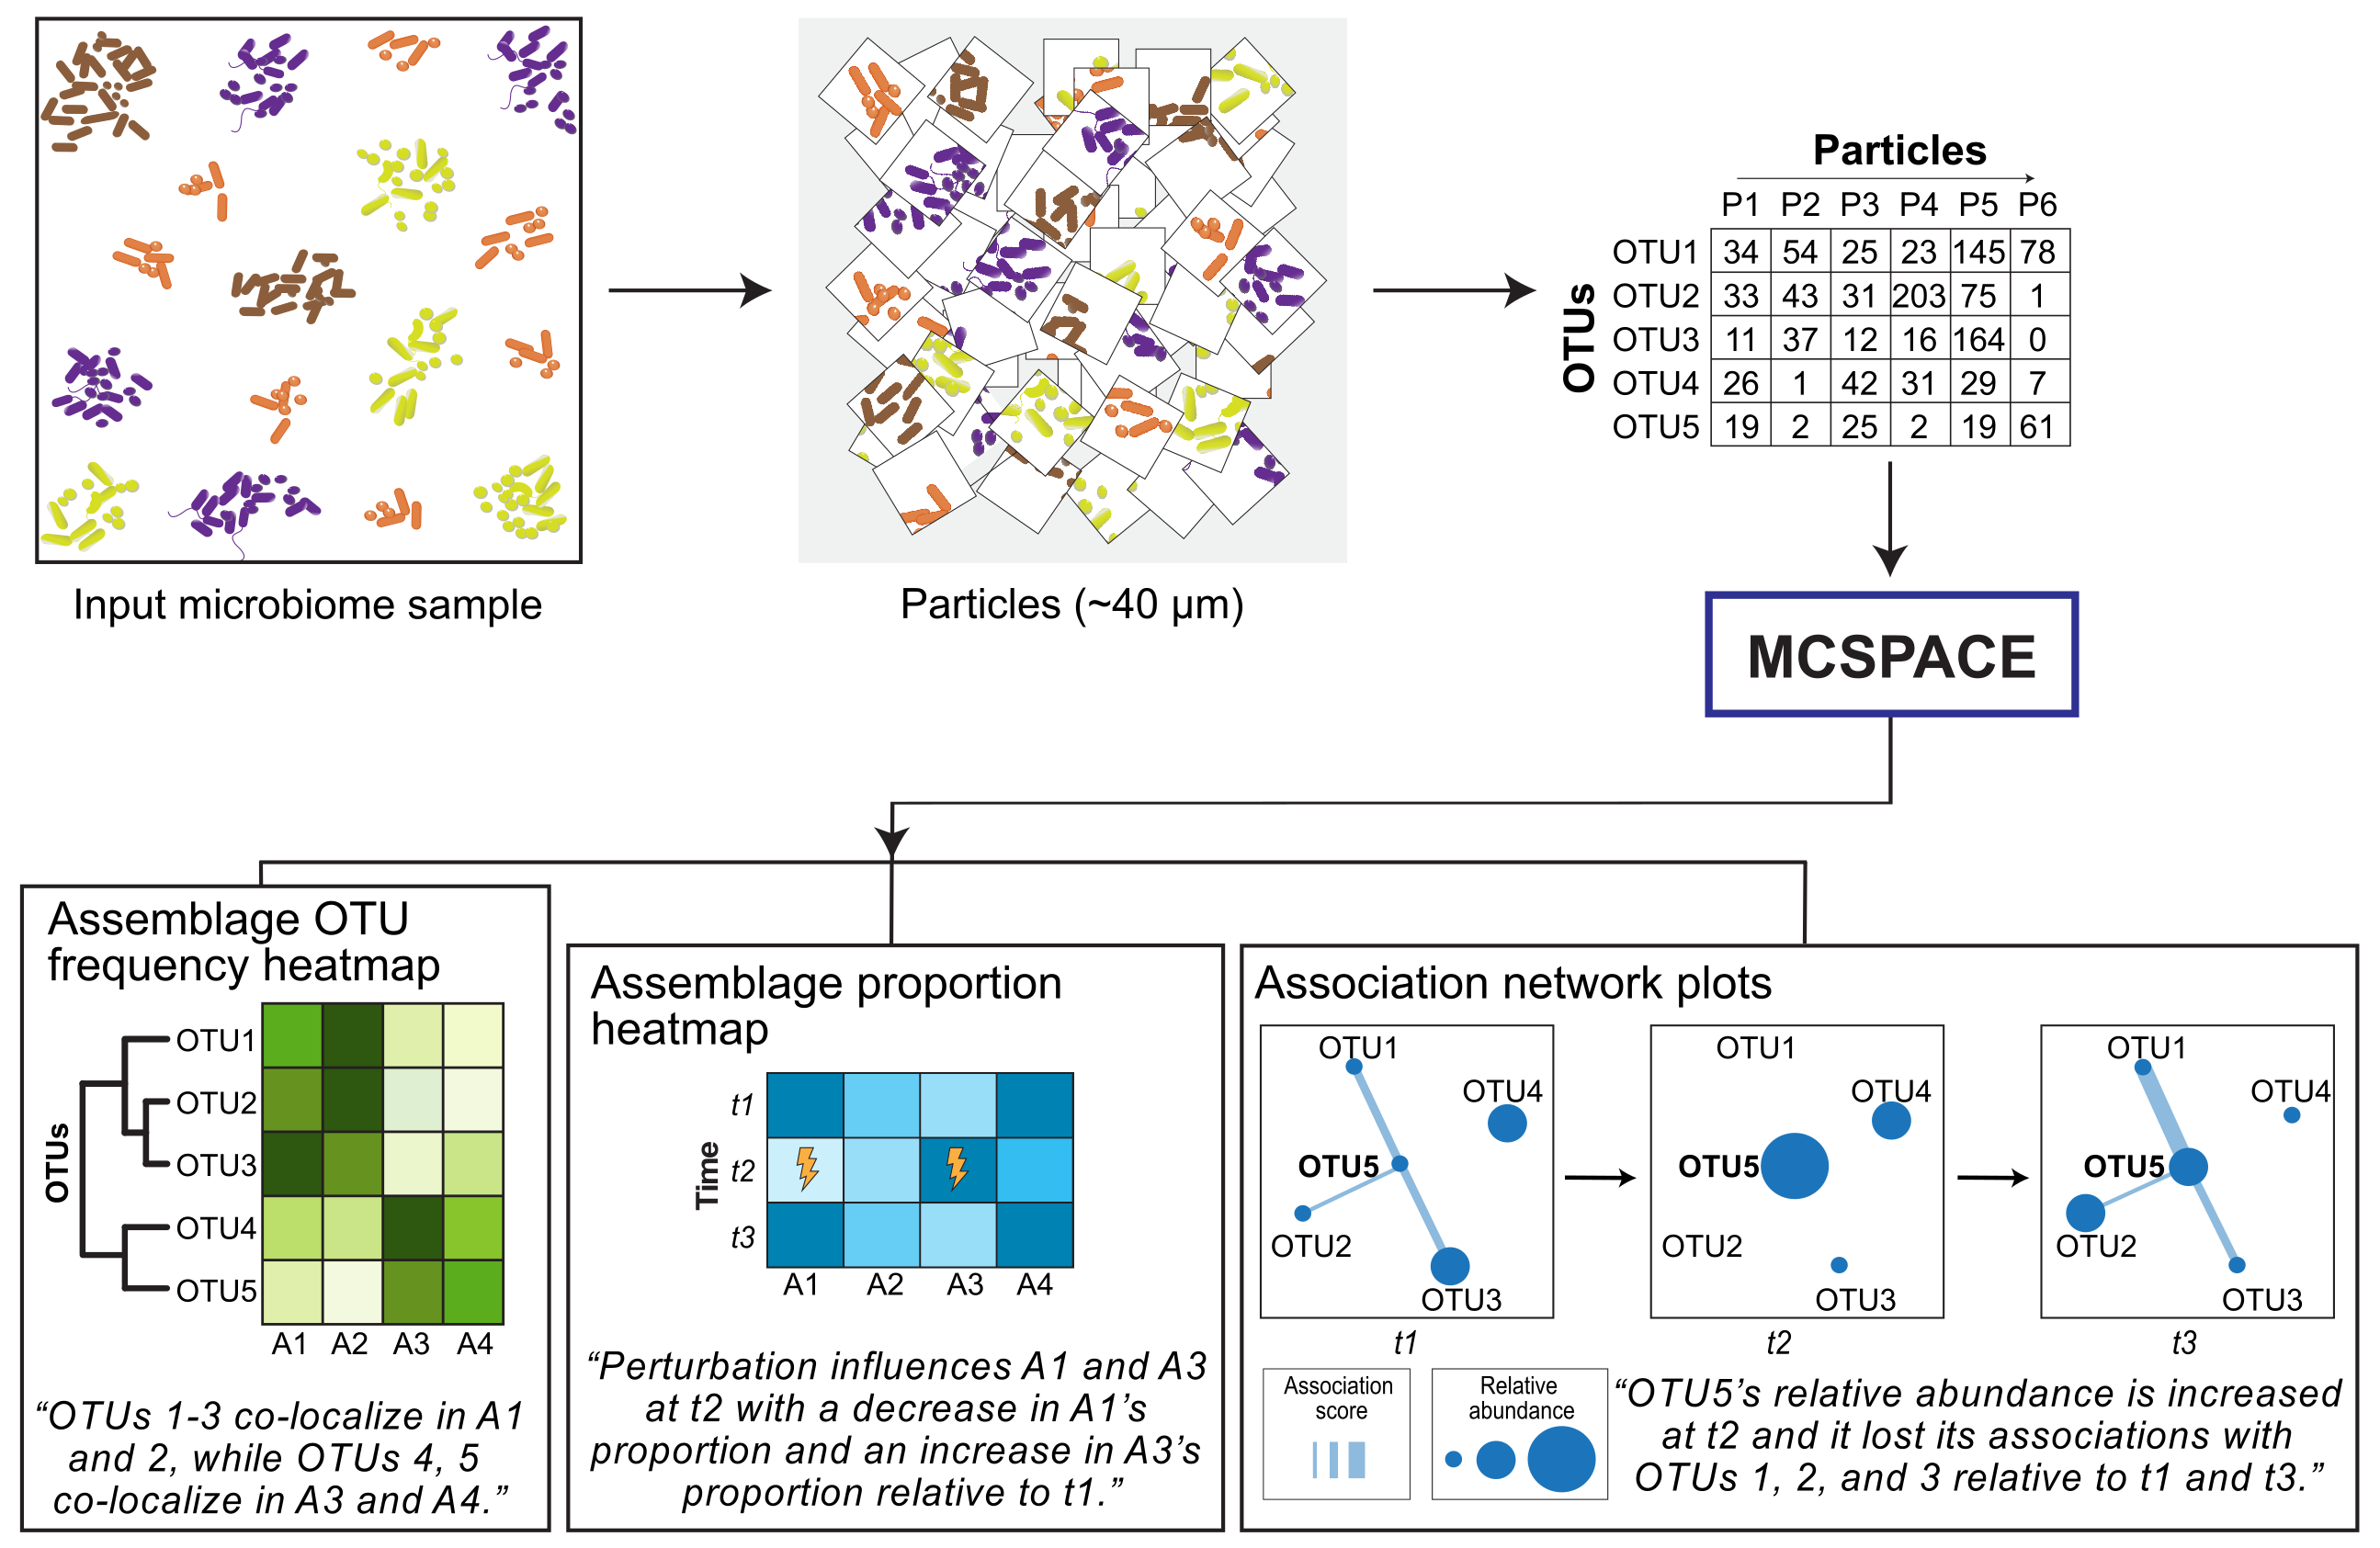 Input microbiome sample
Particles (~40 µm)
Particles
P1 P2 P3 P4 P5 P6
OTUs
OTU1 34 54 25 23 145 78
OTU2 33 43 31 203 75 1
OTU3 11 37 12 16 164 0
OTU4 26 1 42 31 29 7
OTU5 19 2 25 2 19 61
MCSPACE
Assemblage OTU
frequency heatmap
OTUs
OTU1
OTU2
OTU3
OTU4
OTU5
A1 A2 A3 A4
“OTUs 1-3 co-localize in A1
and 2, while OTUs 4, 5
co-localize in A3 and A4.”
Assemblage proportion
heatmap
Time
t1
t2
t3
A1 A2 A3 A4
“Perturbation influences A1 and A3
at t2 with a decrease in A1’s
proportion and an increase in A3’s
proportion relative to t1.”
Association network plots
OTU1
OTU4
OTU5
OTU2
OTU3
t1
OTU1
OTU4
OTU5
OTU2
OTU3
t2
OTU1
OTU4
OTU5
OTU2
OTU3
t3
Association
score
Relative
abundance
“OTU5’s relative abundance is increased
at t2 and it lost its associations with
OTUs 1, 2, and 3 relative to t1 and t3.”